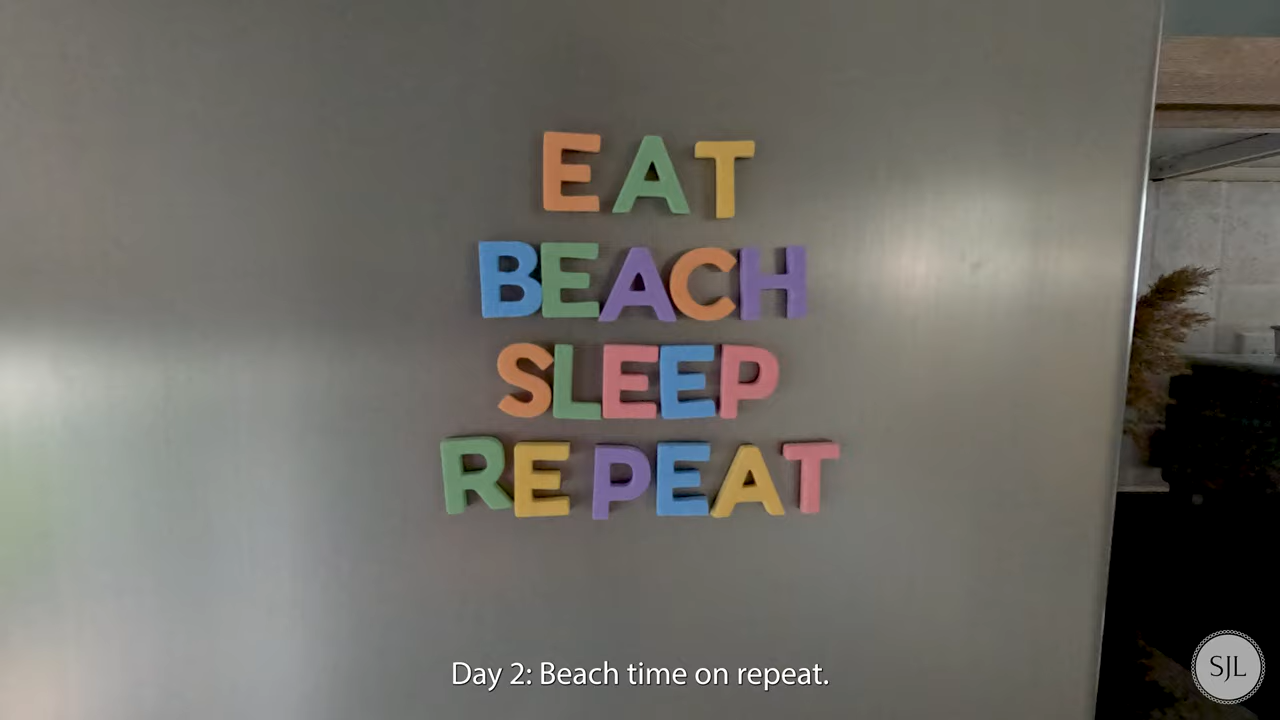 EAT
BEACH
SLEEP
REPEAT
Day 2: Beach time on repeat.
SJL